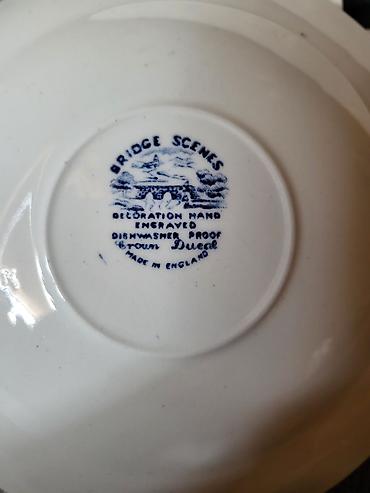 BRIDGE SCENES
DECORATION HAND
ENGRAVED
DISHWASHER PROOF
Crown Ducal
MADE IN ENGLAND